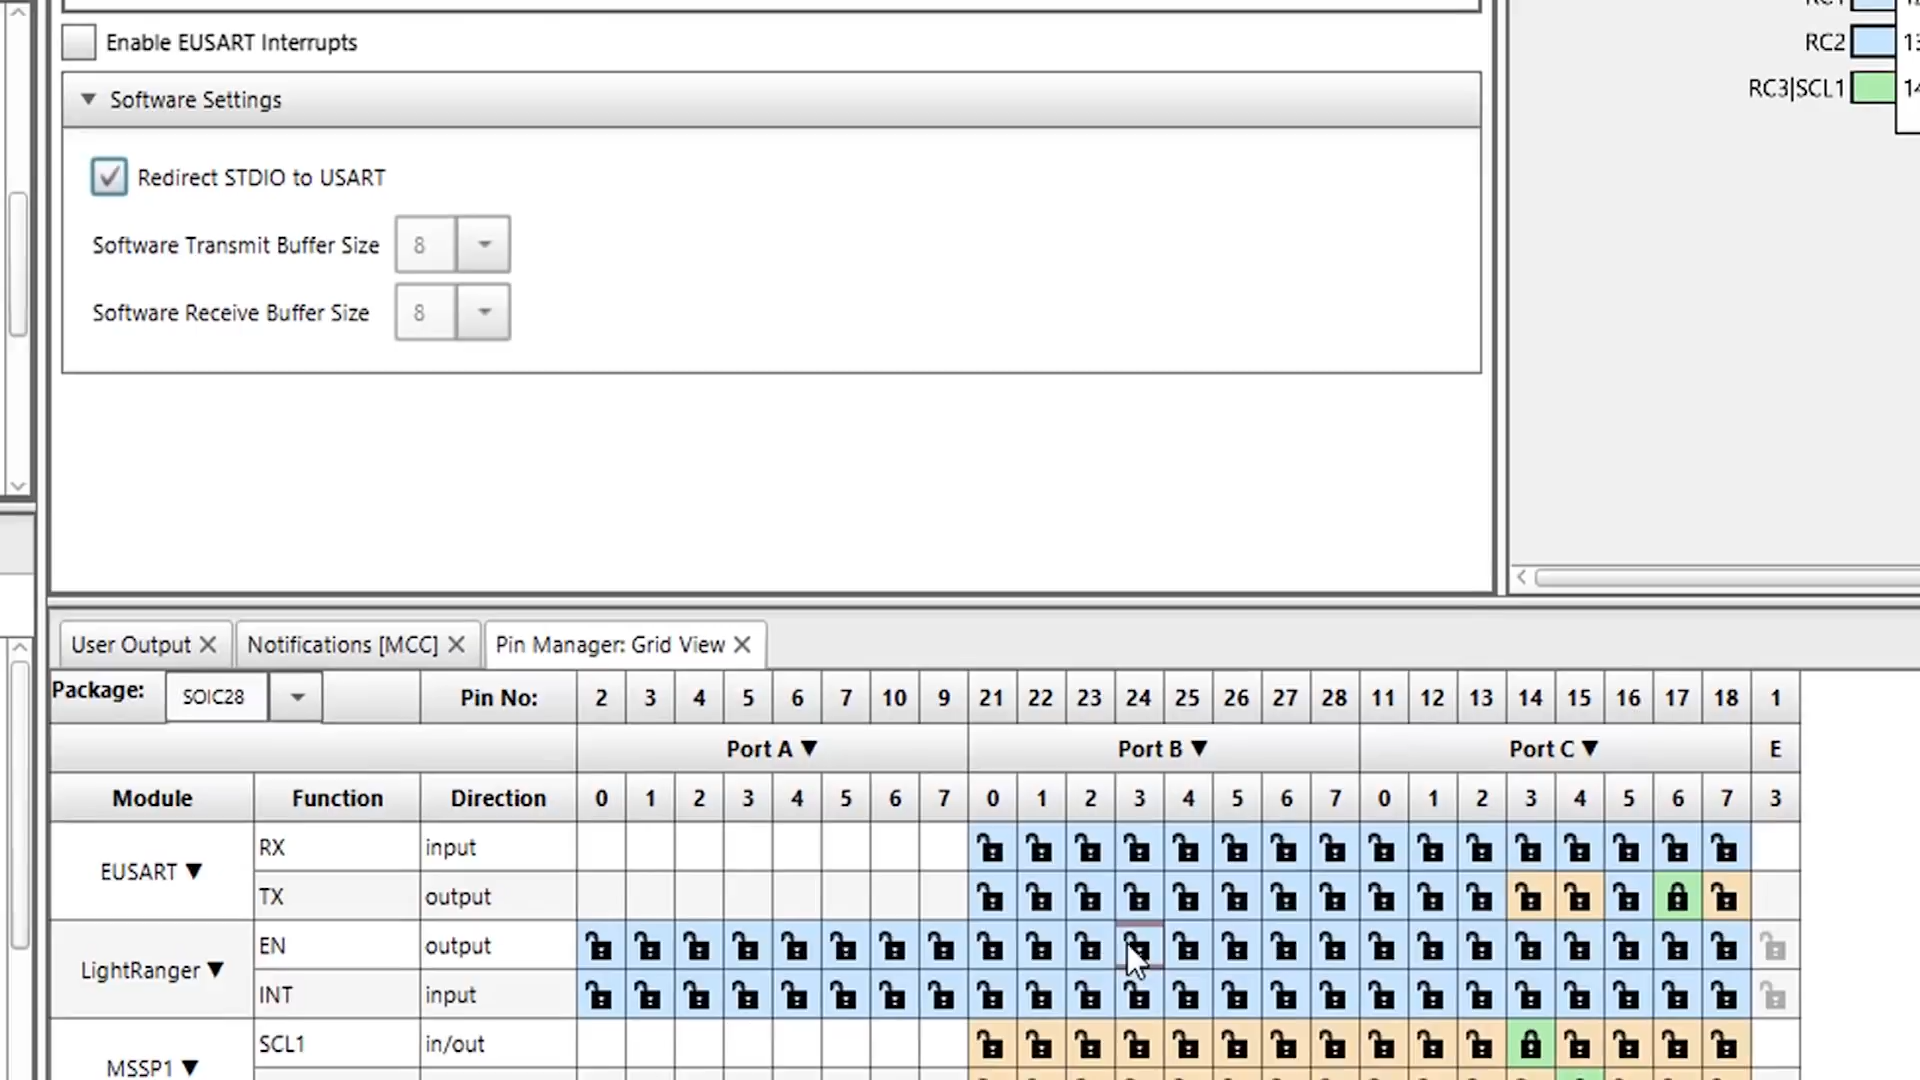 Enable EUSART Interrupts
RC2 13
Software Settings
RC3|SCL1 14
Redirect STDIO to USART
Software Transmit Buffer Size 8
Software Receive Buffer Size 8
User Output Notifications [MCC] Pin Manager: Grid View
Package: SOIC28 Pin No: 2 3 4 5 6 7 10 9 21 22 23 24 25 26 27 28 11 12 13 14 15 16 17 18 1
Port A ▼ Port B ▼ Port C ▼ E
Module Function Direction 0 1 2 3 4 5 6 7 0 1 2 3 4 5 6 7 0 1 2 3 4 5 6 7 3
EUSART ▼ RX input
TX output
LightRanger ▼ EN output
INT input
MSSP1 ▼ SCL1 in/out